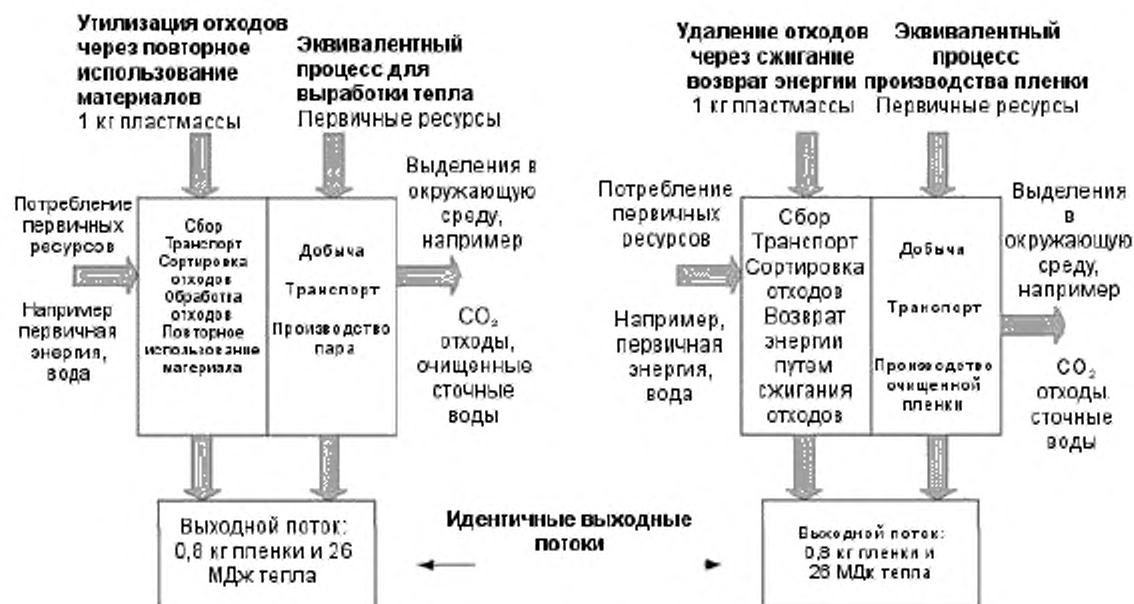 Утилизация отходов
через повторное
использование
материалов
1 кг пластмассы
Эквивалентный
процесс для
выработки тепла
Первичные ресурсы
Потребление
первичных
ресурсов
Например
первичная
энергия,
вода
Сбор
Транспорт
Сортировка
отходов
Обработка
отходов
Повторное
использование
материала
Добыча
Транспорт
Производство
пара
Выделения в
окружающую
среду,
например
CO₂
отходы,
очищенные
сточные
воды
Выходной поток:
0,8 кг пленки и 26
МДж тепла
Идентичные выходные
потоки
Удаление отходов
через сжигание
возврат энергии
1 кг пластмассы
Эквивалентный
процесс
производства пленки
Первичные ресурсы
Потребление
первичных
ресурсов
Например,
первичная
энергия,
вода
Сбор
Транспорт
Сортировка
отходов
Возврат
энергии
путем
сжигания
отходов
Добыча
Транспорт
Производство
очищенной
пленки
Выделения
в
окружающую
среду,
например
CO₂
отходы.
сточные
воды
Выходной поток:
0,8 кг пленки и
26 МДж тепла